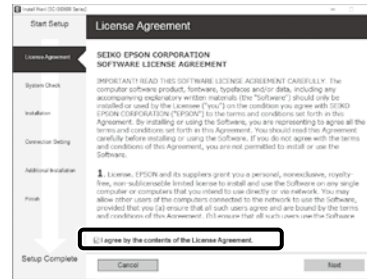 Install Navi
Start Setup
License Agreement
License Agreement
System Check
Installation
Connection Setting
Additional Installation
Finish
Setup Complete
SEIKO EPSON CORPORATION
SOFTWARE LICENSE AGREEMENT
IMPORTANT! READ THIS SOFTWARE LICENSE AGREEMENT CAREFULLY. The
computer software product, fontware, typefaces and/or data, including any
accompanying explanatory written materials (the "Software") should only be
installed or used by the Licensee ("you") on the condition you agree with SEIKO
EPSON CORPORATION ("EPSON") to the terms and conditions set forth in this
Agreement. By installing or using the Software, you are representing to agree all the
terms and conditions set forth in this Agreement. You should read this Agreement
carefully before installing or using the Software. If you do not agree with the terms
and conditions of this Agreement, you are not permitted to install or use the
Software.
1. License. EPSON and its suppliers grant you a personal, nonexclusive, royalty-
free, non-sublicensable limited license to install and use the Software on any single
computer or computers that you intend to use directly or via network. You may
allow other users of the computers connected to the network to use the Software,
provided that you (a) ensure that all such users agree and are bound by the terms
and conditions of this Agreement, (b) ensure that all such users use the Software
I agree by the contents of the License Agreement.
Cancel
Next